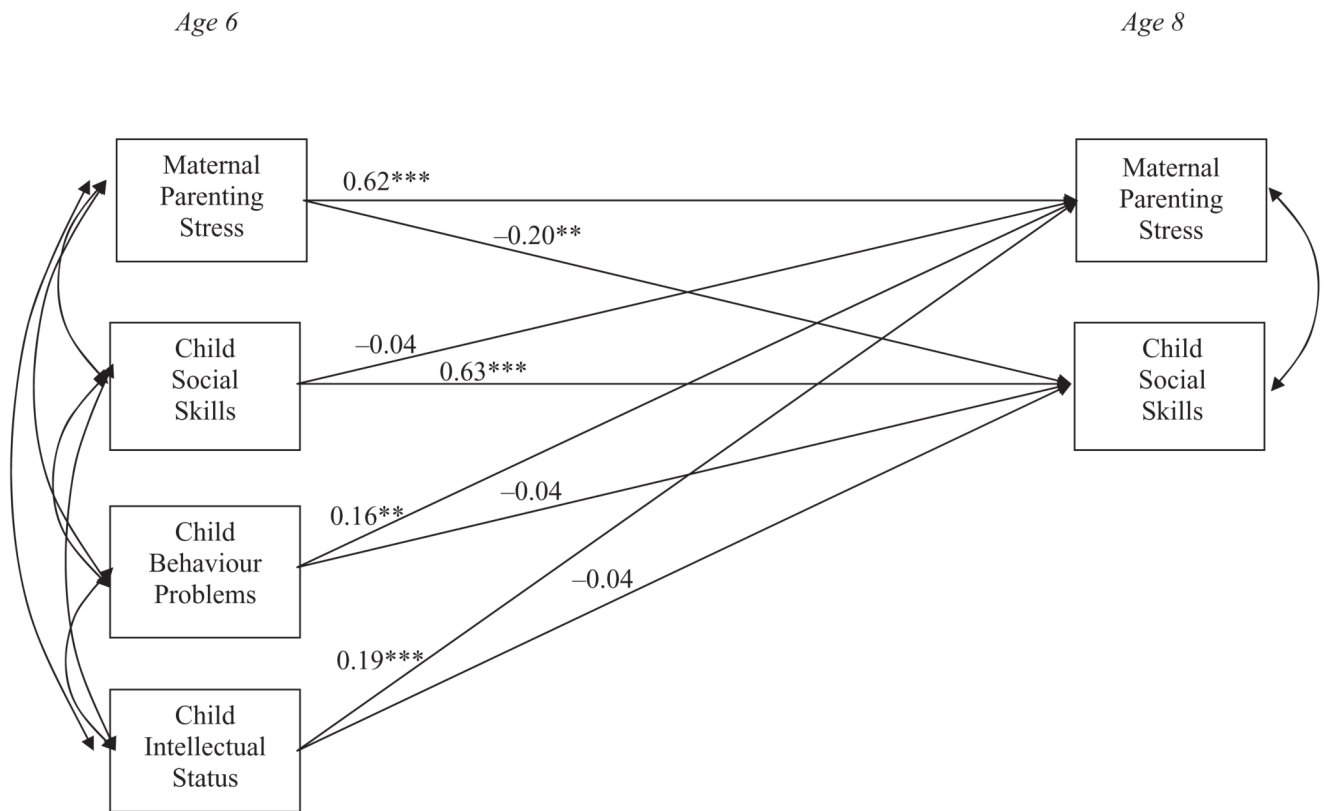 Age 6
Age 8
Maternal
Parenting
Stress
0.62***
–0.20**
Maternal
Parenting
Stress
Child
Social
Skills
–0.04
0.63***
Child
Social
Skills
Child
Behaviour
Problems
0.16**
–0.04
–0.04
Child
Intellectual
Status
0.19***